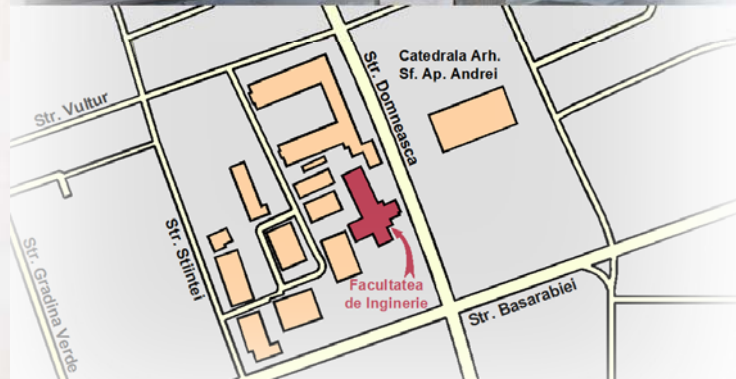 Str. Vultur
Str. Domneasca
Catedrala Arh.
Sf. Ap. Andrei
Str. Stiintei
Str. Gradina Verde
Facultatea
de Inginerie
Str. Basarabiei